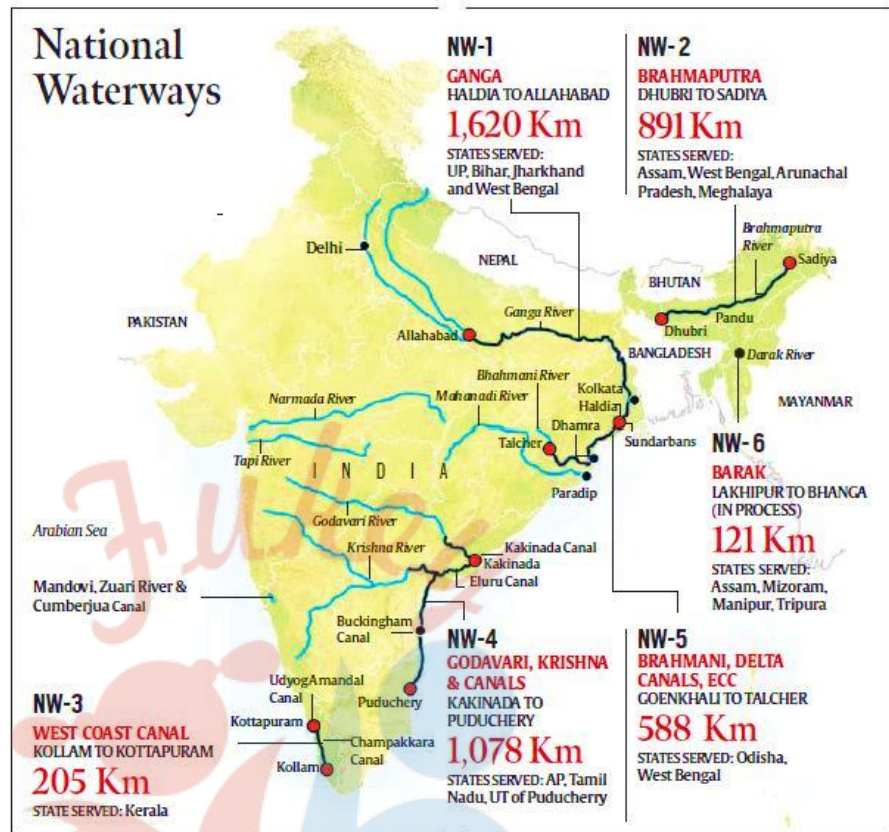 National
Waterways
NW-1
GANGA
HALDIA TO ALLAHABAD
1,620 Km
STATES SERVED:
UP, Bihar, Jharkhand
and West Bengal
NW-2
BRAHMAPUTRA
DHUBRI TO SADIYA
891 Km
STATES SERVED:
Assam, West Bengal, Arunachal
Pradesh, Meghalaya
Brahmaputra
River
Delhi
NEPAL
Sadiya
BHUTAN
PAKISTAN
Ganga River
Pandu
Dhubri
Allahabad
BANGLADESH
Darak River
Bhahmani River
Kolkata
Narmada River
Mahanadi River
Haldia
MAYANMAR
Dhamra
Talcher
Sundarbans
Tapi River
INDIA
Paradip
NW-6
BARAK
LAKHIPUR TO BHANGA
(IN PROCESS)
121 Km
STATES SERVED:
Assam, Mizoram,
Manipur, Tripura
Arabian Sea
Godavari River
Krishna River
Kakinada Canal
Kakinada
Eluru Canal
Mandovi, Zuari River &
Cumberjua Canal
Buckingham
Canal
NW-4
GODAVARI, KRISHNA
& CANALS
KAKINADA TO
PUDUCHERY
1,078 Km
STATES SERVED: AP, Tamil
Nadu, UT of Puducherry
NW-5
BRAHMANI, DELTA
CANALS, ECC
GOENKHALI TO TALCHER
588 Km
STATES SERVED: Odisha,
West Bengal
UdyogAmandal
Canal
Puduchery
Kottapuram
Champakkara
Canal
Kollam
NW-3
WEST COAST CANAL
KOLLAM TO KOTTAPURAM
205 Km
STATE SERVED: Kerala